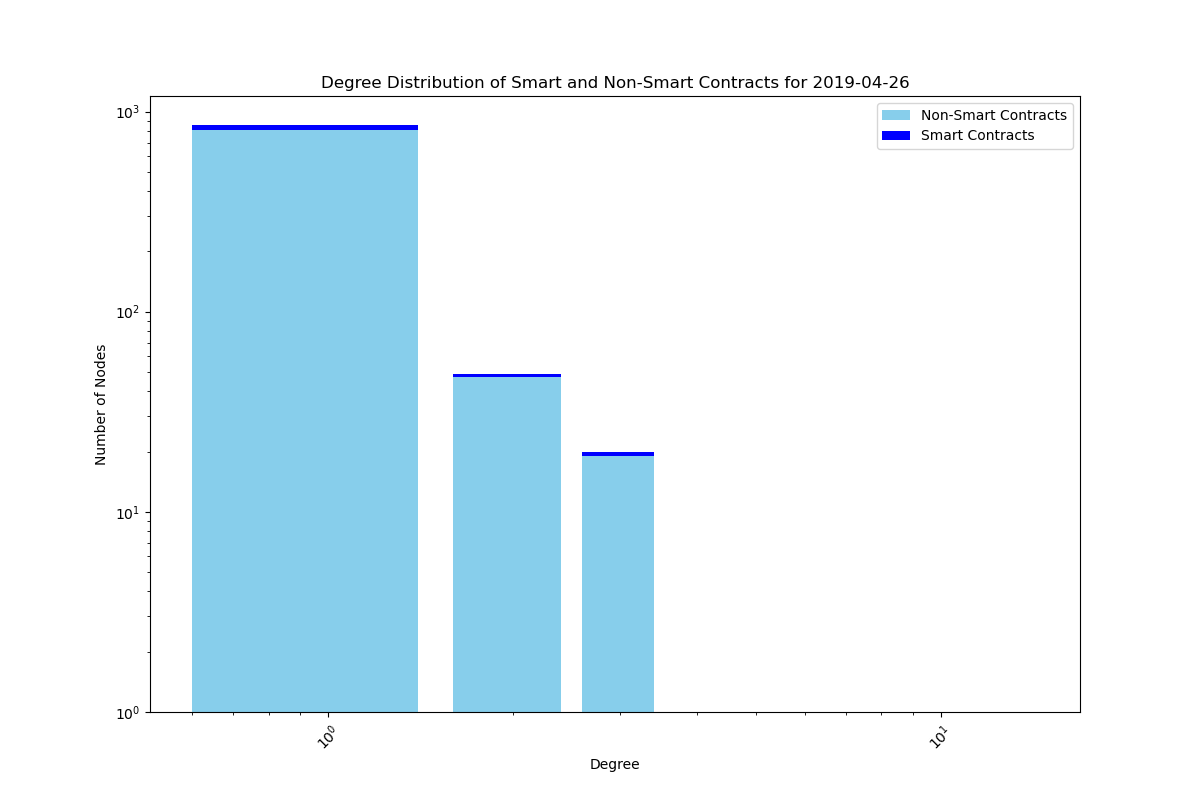 Degree Distribution of Smart and Non-Smart Contracts for 2019-04-26
Non-Smart Contracts
Smart Contracts
Number of Nodes
10³
10²
10¹
10⁰
10⁰ 10¹
Degree